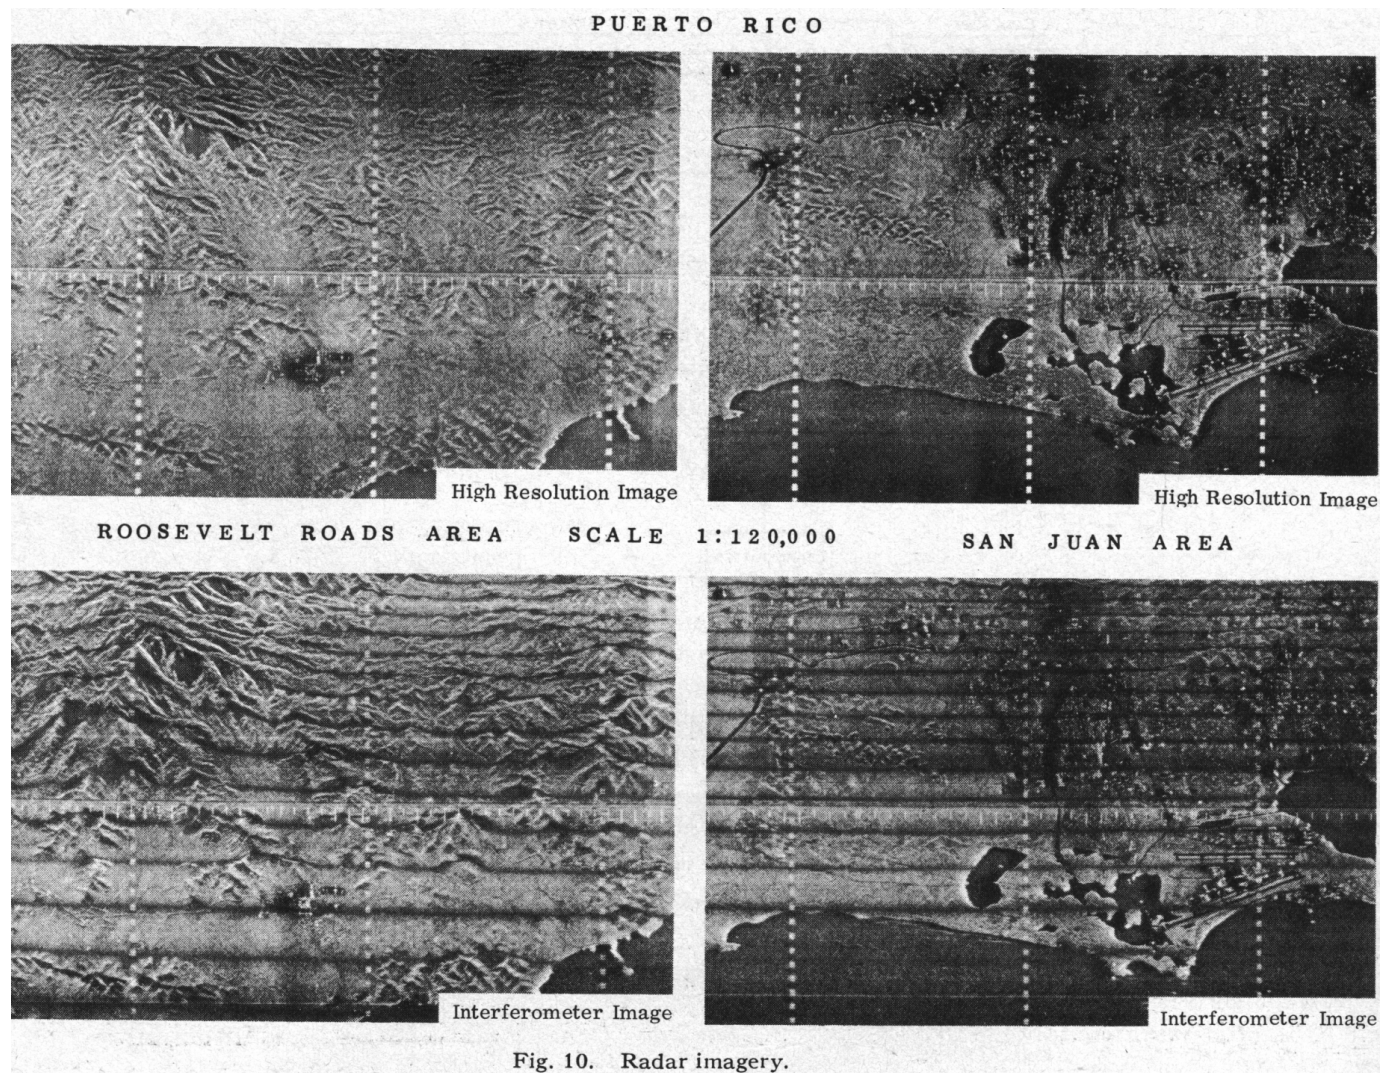 PUERTO RICO
High Resolution Image
High Resolution Image
ROOSEVELT ROADS AREA SCALE 1:120,000 SAN JUAN AREA
Interferometer Image
Interferometer Image
Fig. 10. Radar imagery.